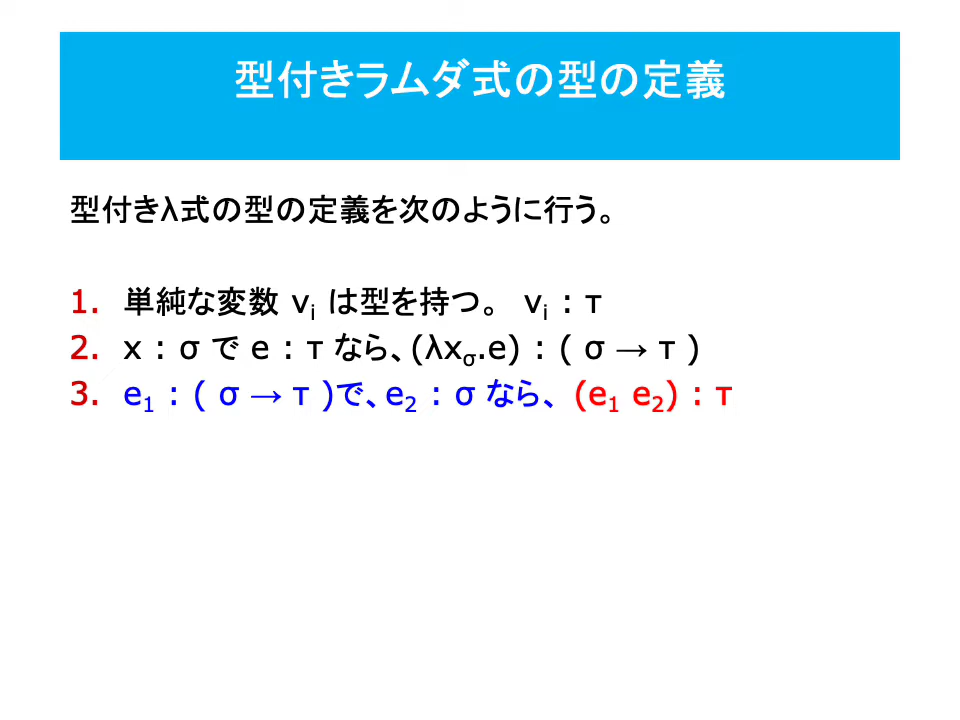 型付きラムダ式の型の定義
型付きλ式の型の定義を次のように行う。
1. 単純な変数 vᵢ は型を持つ。 vᵢ : τ
2. x : σ で e : τ なら、(λx_σ.e) : ( σ → τ )
3. e₁ : ( σ → τ )で、e₂ : σ なら、 (e₁ e₂) : τ